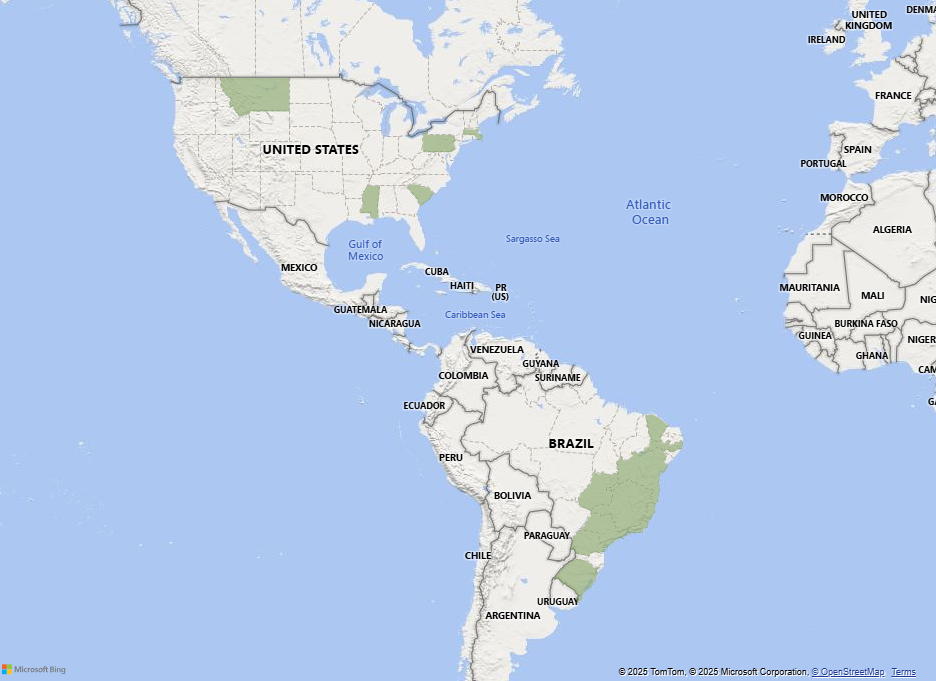 UNITED
KINGDOM
DENMA
IRELAND
FRANCE
UNITED STATES
SPAIN
PORTUGAL
Atlantic
Ocean
MOROCCO
ALGERIA
Sargasso Sea
Gulf of
Mexico
MEXICO
CUBA
HAITI
PR
(US)
MAURITANIA
MALI
NIG
GUATEMALA
Caribbean Sea
NICARAGUA
BURKINA FASO
GUINEA
NIGER
GHANA
VENEZUELA
GUYANA
CAM
COLOMBIA
SURINAME
ECUADOR
GA
BRAZIL
PERU
BOLIVIA
PARAGUAY
CHILE
URUGUAY
ARGENTINA
Microsoft Bing
© 2025 TomTom, © 2025 Microsoft Corporation, © OpenStreetMap Terms